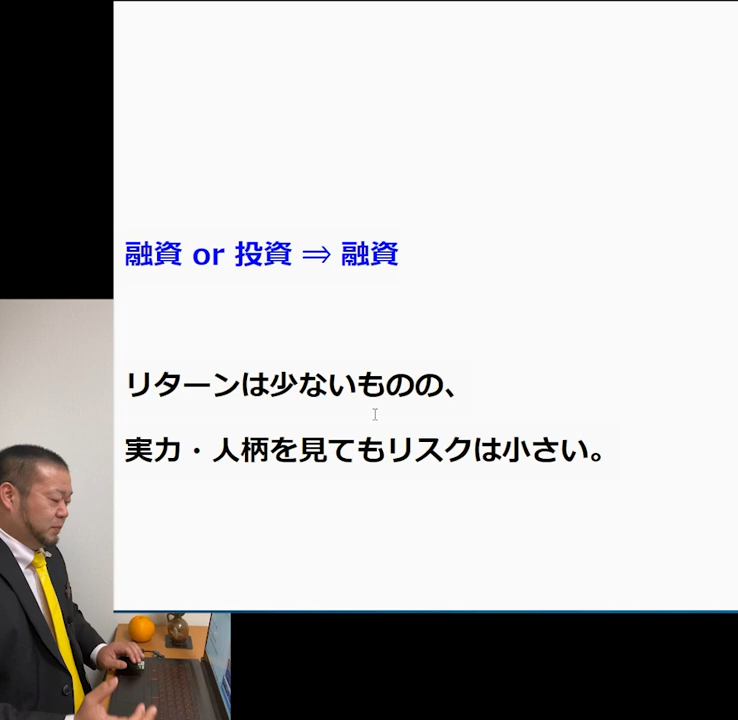 融資 or 投資 ⇒ 融資
リターンは少ないものの、
実力・人柄を見てもリスクは小さい。